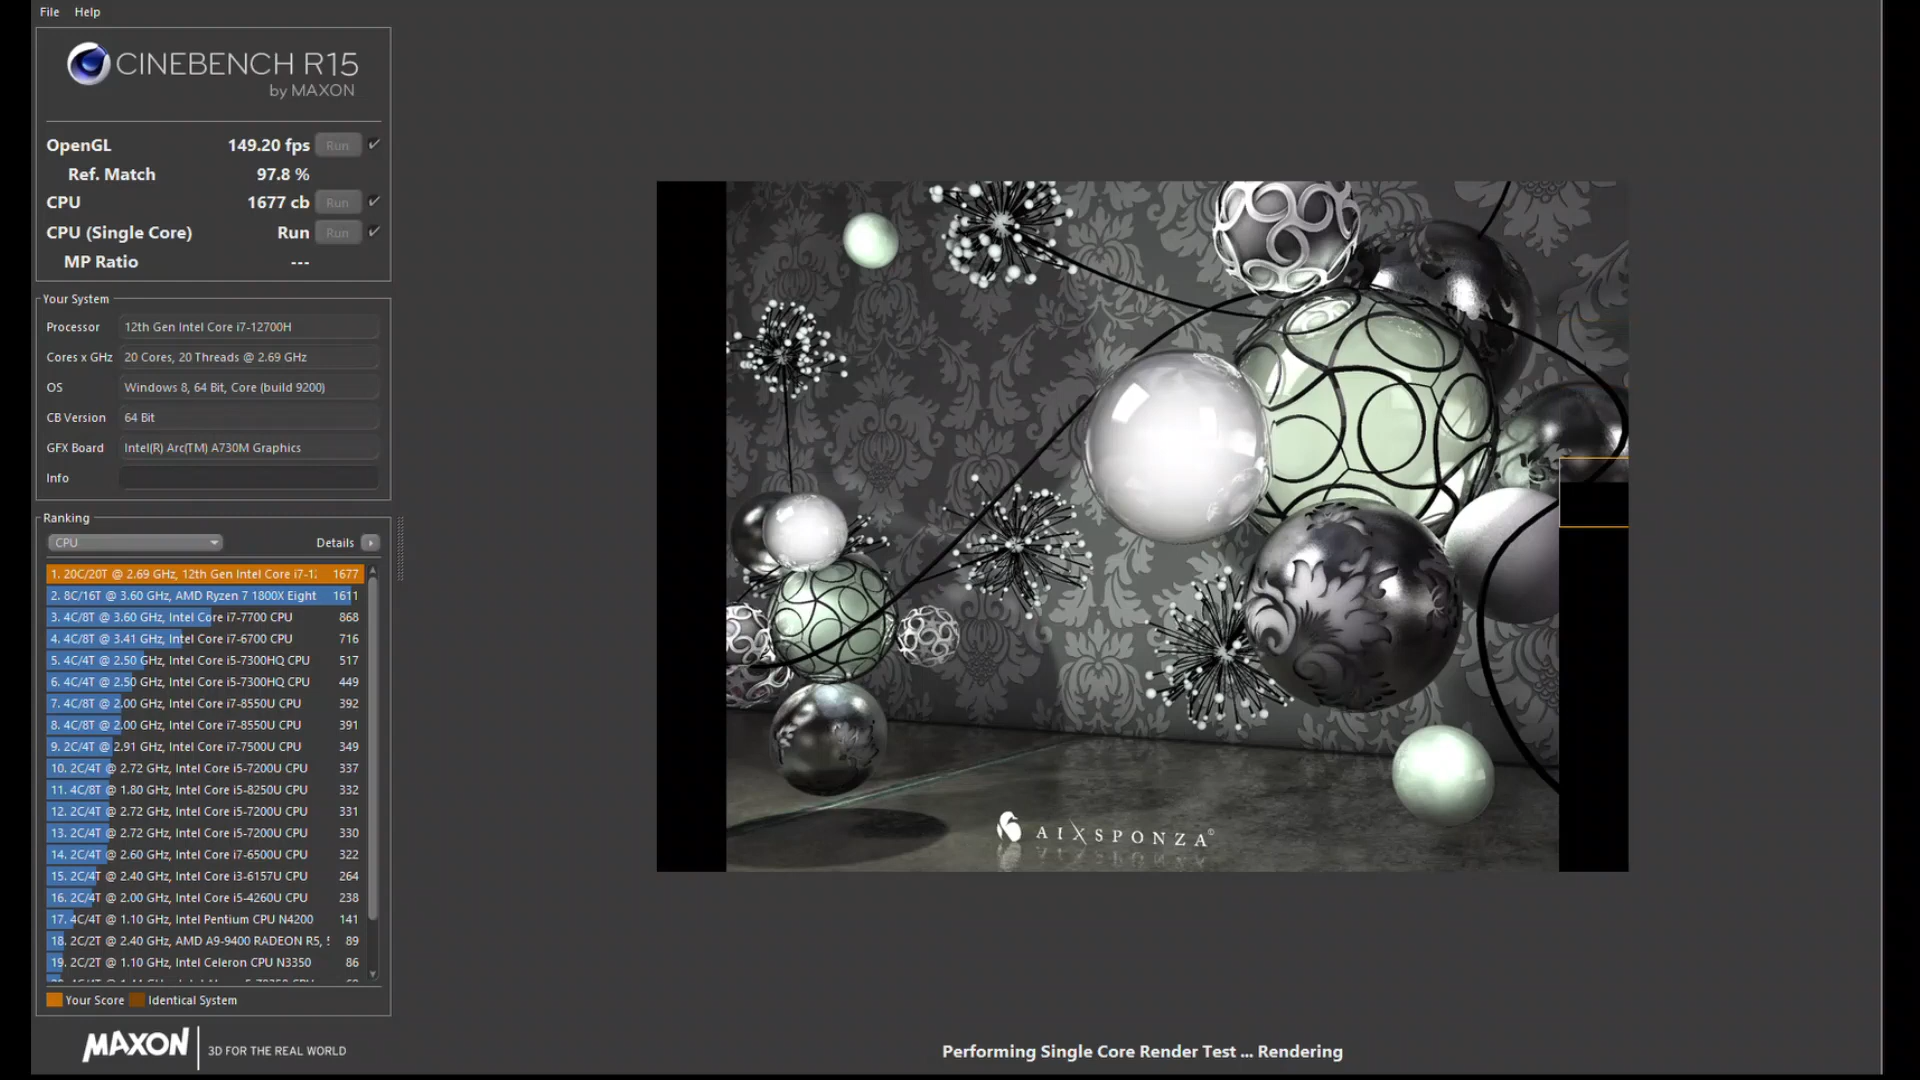 File Help
CINEBENCH R15
by MAXON
OpenGL 149.20 fps Run
Ref. Match 97.8 %
CPU 1677 cb Run
CPU (Single Core) Run Run
MP Ratio ---
Your System
Processor 12th Gen Intel Core i7-12700H
Cores x GHz 20 Cores, 20 Threads @ 2.69 GHz
OS Windows 8, 64 Bit, Core (build 9200)
CB Version 64 Bit
GFX Board Intel(R) Arc(TM) A730M Graphics
Info
Ranking
CPU Details
1. 20C/20T @ 2.69 GHz, 12th Gen Intel Core i7-1: 1677
2. 8C/16T @ 3.60 GHz, AMD Ryzen 7 1800X Eight 1611
3. 4C/8T @ 3.60 GHz, Intel Core i7-7700 CPU 868
4. 4C/8T @ 3.41 GHz, Intel Core i7-6700 CPU 716
5. 4C/4T @ 2.50 GHz, Intel Core i5-7300HQ CPU 517
6. 4C/4T @ 2.50 GHz, Intel Core i5-7300HQ CPU 449
7. 4C/8T @ 2.00 GHz, Intel Core i7-8550U CPU 392
8. 4C/8T @ 2.00 GHz, Intel Core i7-8550U CPU 391
9. 2C/4T @ 2.91 GHz, Intel Core i7-7500U CPU 349
10. 2C/4T @ 2.72 GHz, Intel Core i5-7200U CPU 337
11. 4C/8T @ 1.80 GHz, Intel Core i5-8250U CPU 332
12. 2C/4T @ 2.72 GHz, Intel Core i5-7200U CPU 331
13. 2C/4T @ 2.72 GHz, Intel Core i5-7200U CPU 330
14. 2C/4T @ 2.60 GHz, Intel Core i7-6500U CPU 322
15. 2C/4T @ 2.40 GHz, Intel Core i3-6157U CPU 264
16. 2C/4T @ 2.00 GHz, Intel Core i5-4260U CPU 238
17. 4C/4T @ 1.10 GHz, Intel Pentium CPU N4200 141
18. 2C/2T @ 2.40 GHz, AMD A9-9400 RADEON R5, 89
19. 2C/2T @ 1.10 GHz, Intel Celeron CPU N3350 86
Your Score Identical System
MAXON 3D FOR THE REAL WORLD
AIXSPONZA®
Performing Single Core Render Test ... Rendering